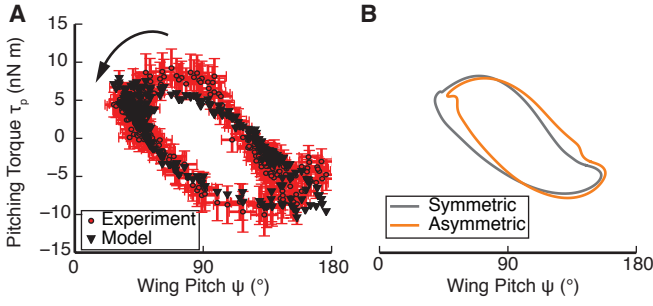 A
B
Pitching Torque τp (nN m)
15
10
5
0
−5
−10
−15
Experiment
Model
0
90
180
Wing Pitch ψ (°)
Symmetric
Asymmetric
0
90
180
Wing Pitch ψ (°)